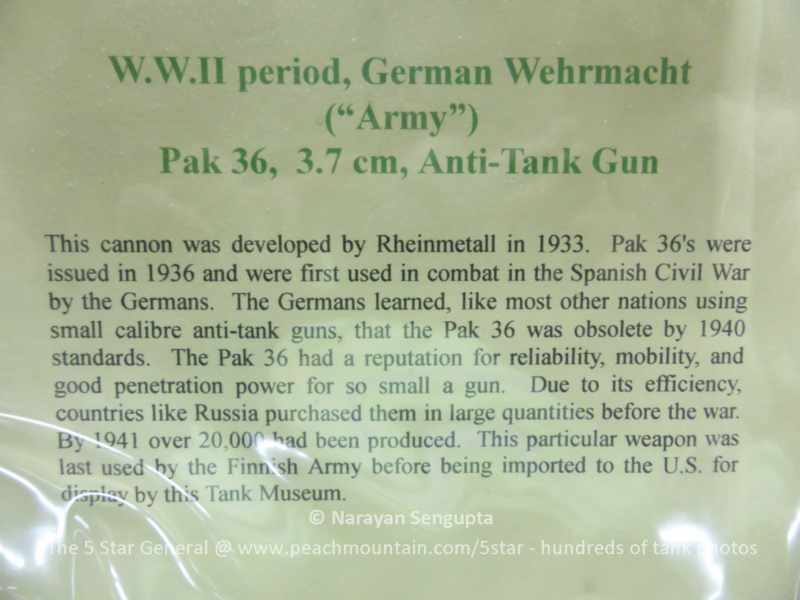 W.W.II period, German Wehrmacht
("Army")
Pak 36, 3.7 cm, Anti-Tank Gun
This cannon was developed by Rheinmetall in 1933. Pak 36's were
issued in 1936 and were first used in combat in the Spanish Civil War
by the Germans. The Germans learned, like most other nations using
small calibre anti-tank guns, that the Pak 36 was obsolete by 1940
standards. The Pak 36 had a reputation for reliability, mobility, and
good penetration power for so small a gun. Due to its efficiency,
countries like Russia purchased them in large quantities before the war.
By 1941 over 20,000 had been produced. This particular weapon was
last used by the Finnish Army before being imported to the U.S. for
display by this Tank Museum.
© Narayan Sengupta
The 5 Star General @ www.peachmountain.com/5star - hundreds of tank photos